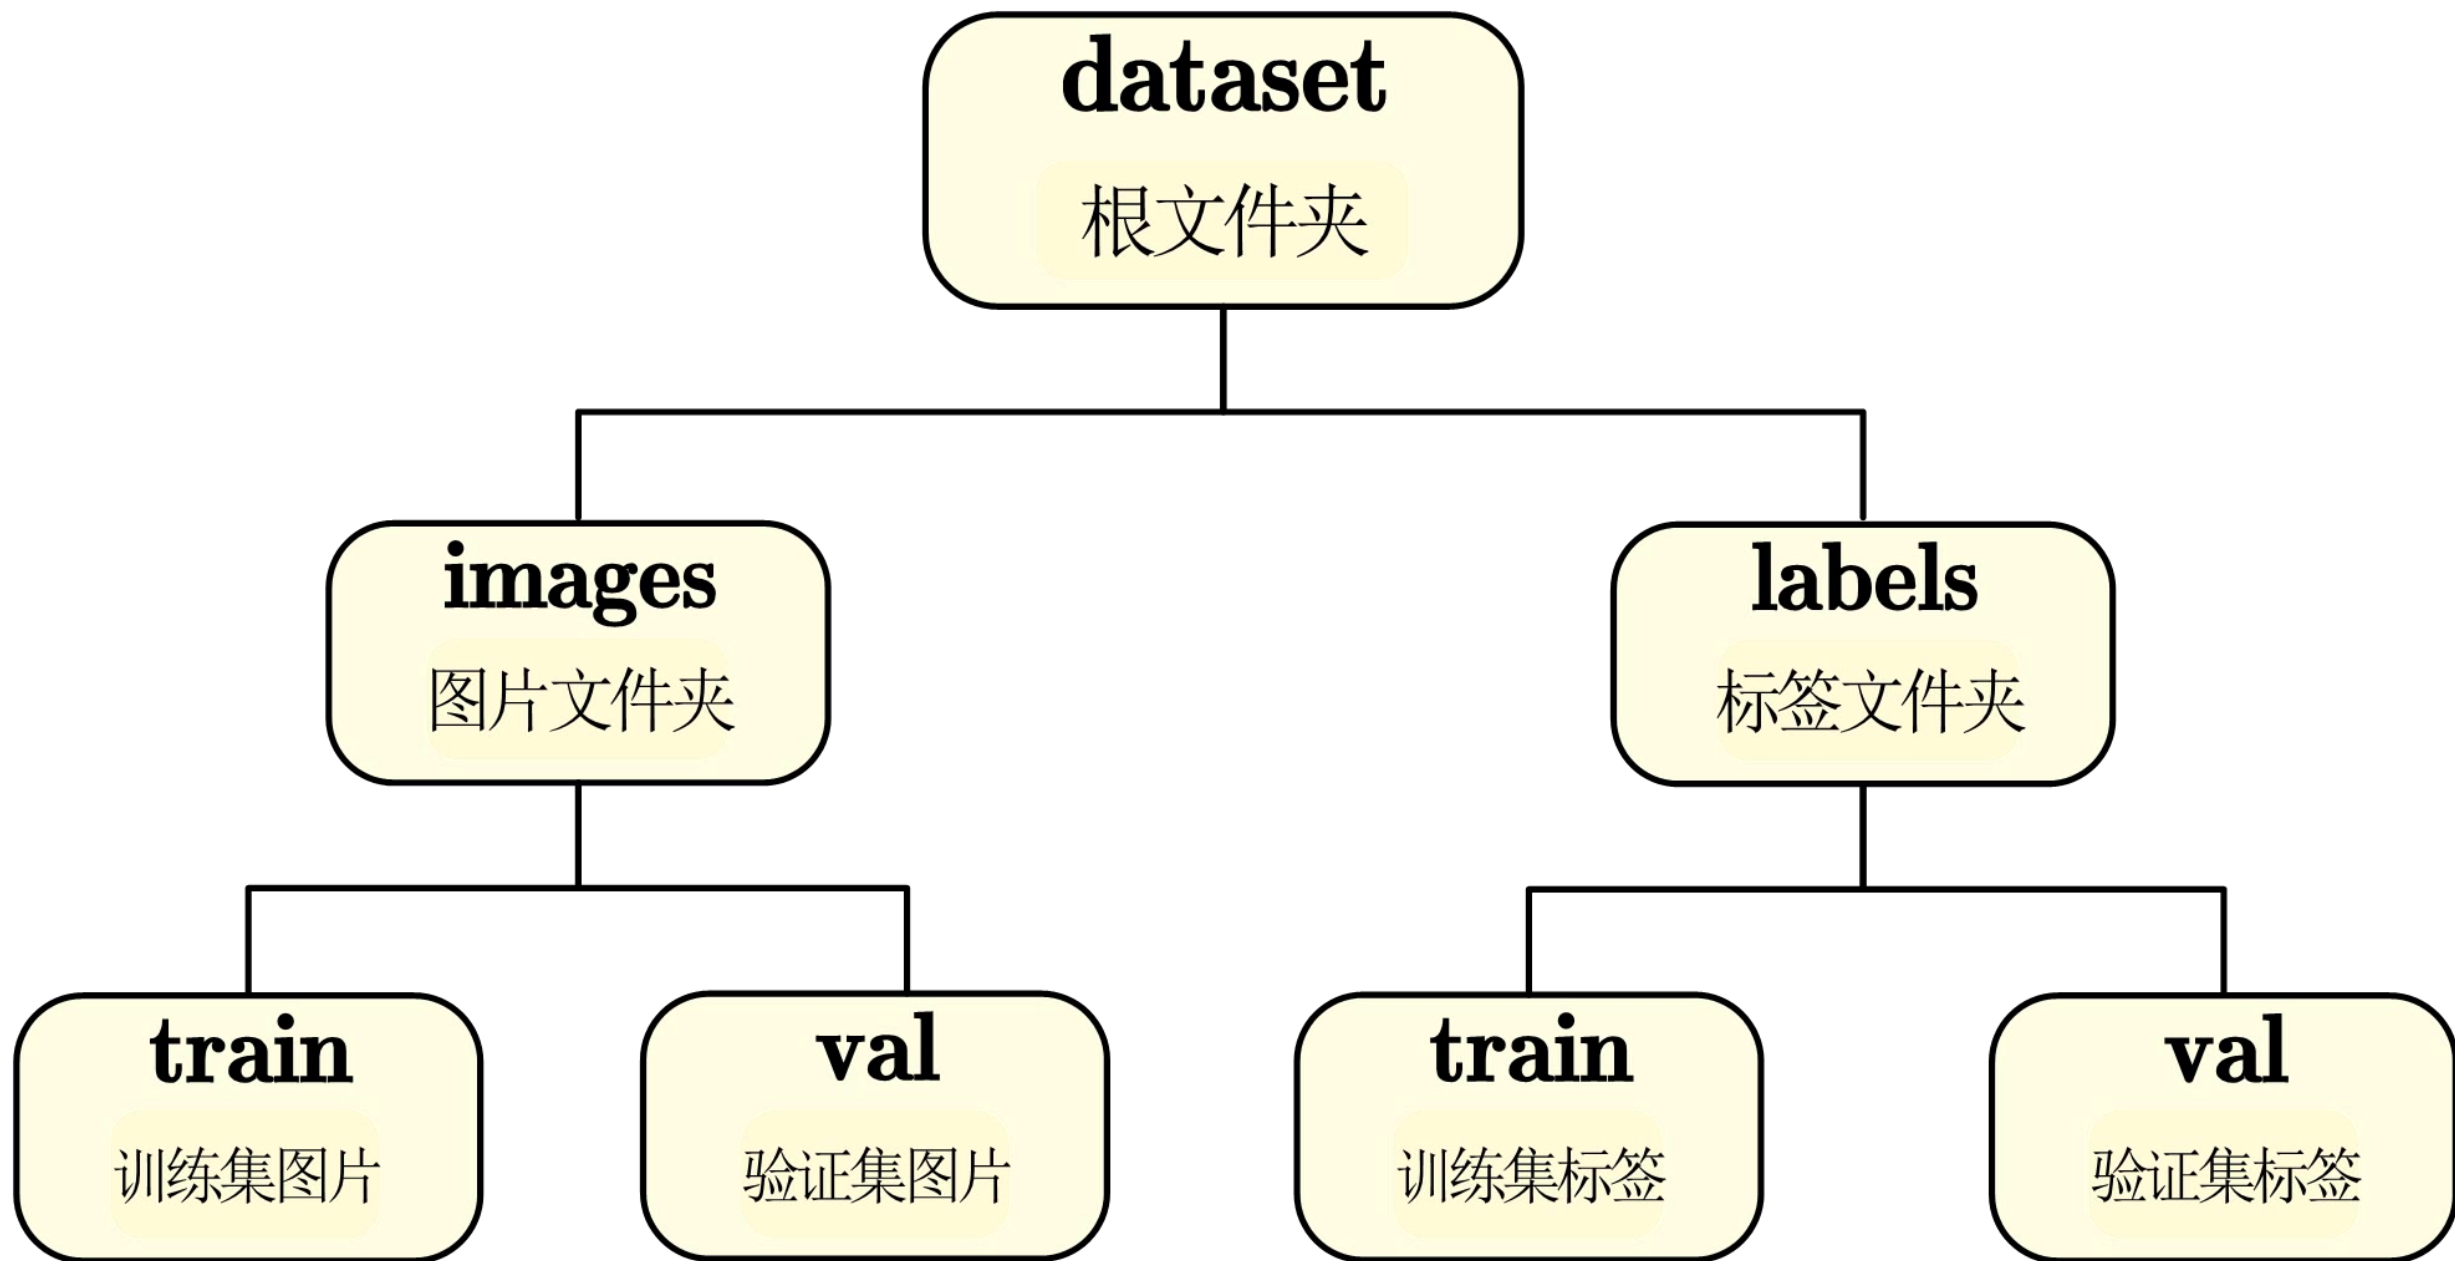 dataset
根文件夹
images
图片文件夹
labels
标签文件夹
train
训练集图片
val
验证集图片
train
训练集标签
val
验证集标签